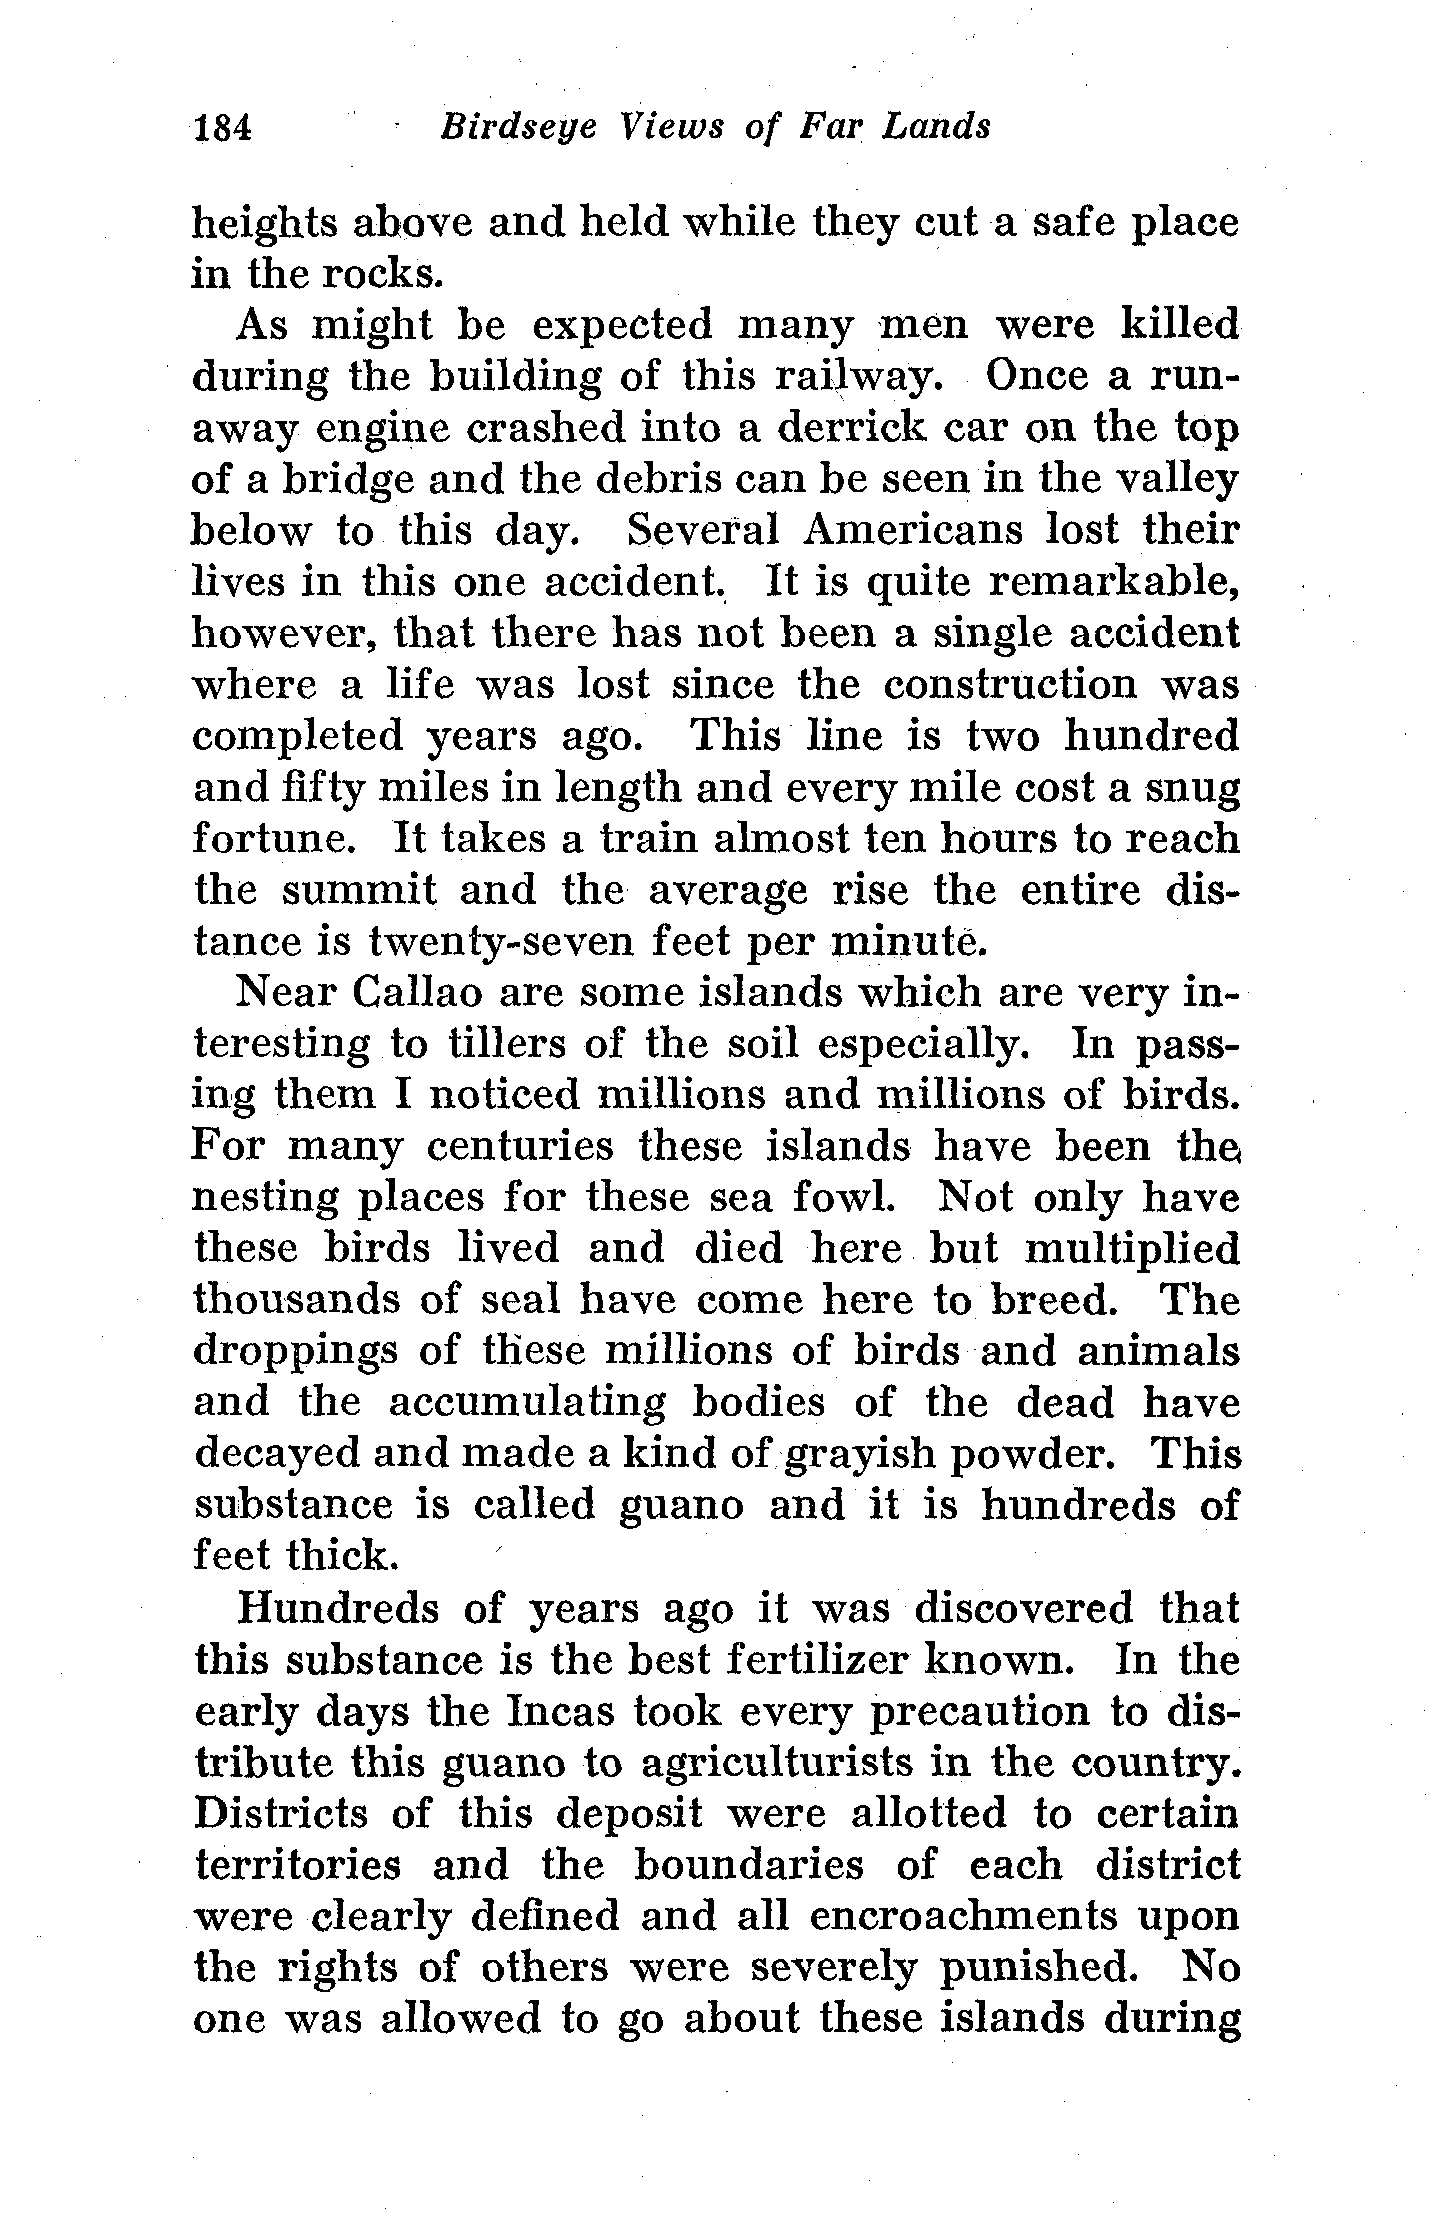 184 Birdseye Views of Far Lands
heights above and held while they cut a safe place
in the rocks.
As might be expected many men were killed
during the building of this railway. Once a run-
away engine crashed into a derrick car on the top
of a bridge and the debris can be seen in the valley
below to this day. Several Americans lost their
lives in this one accident. It is quite remarkable,
however, that there has not been a single accident
where a life was lost since the construction was
completed years ago. This line is two hundred
and fifty miles in length and every mile cost a snug
fortune. It takes a train almost ten hours to reach
the summit and the average rise the entire dis-
tance is twenty-seven feet per minute.
Near Callao are some islands which are very in-
teresting to tillers of the soil especially. In pass-
ing them I noticed millions and millions of birds.
For many centuries these islands have been the
nesting places for these sea fowl. Not only have
these birds lived and died here but multiplied
thousands of seal have come here to breed. The
droppings of these millions of birds and animals
and the accumulating bodies of the dead have
decayed and made a kind of grayish powder. This
substance is called guano and it is hundreds of
feet thick.
Hundreds of years ago it was discovered that
this substance is the best fertilizer known. In the
early days the Incas took every precaution to dis-
tribute this guano to agriculturists in the country.
Districts of this deposit were allotted to certain
territories and the boundaries of each district
were clearly defined and all encroachments upon
the rights of others were severely punished. No
one was allowed to go about these islands during